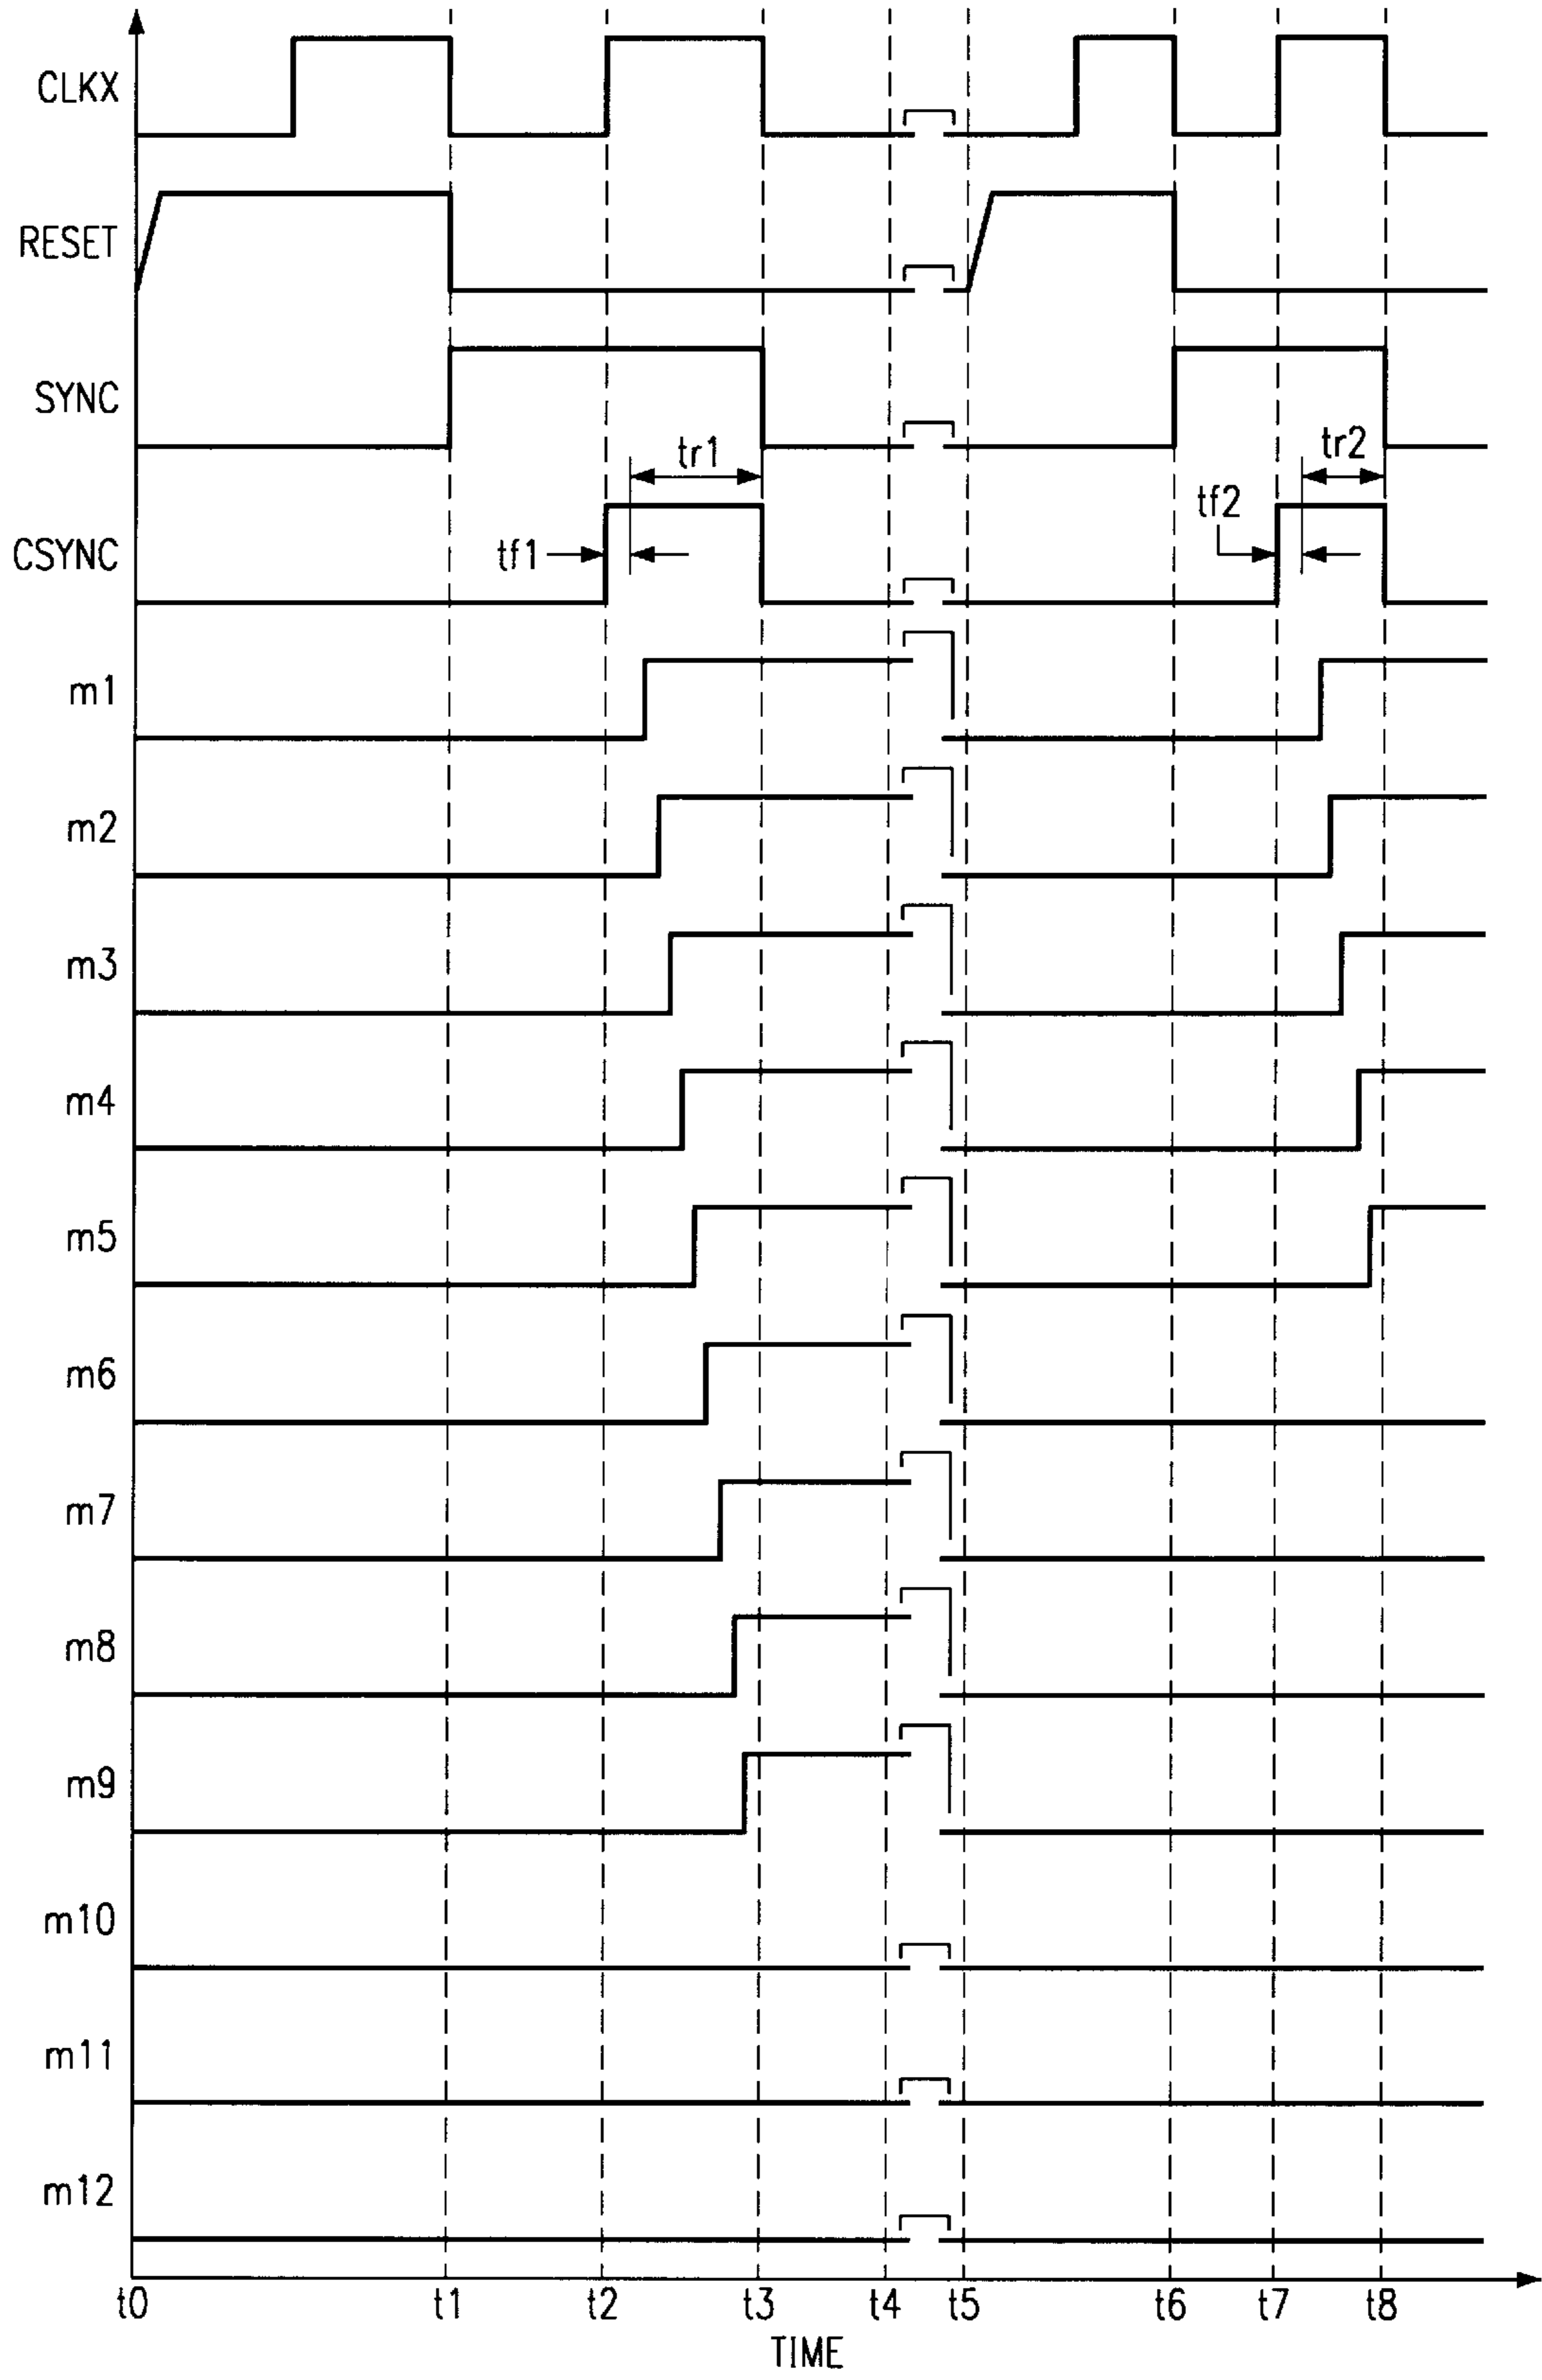 CLKX
RESET
SYNC
tr1
tr2
tf2
CSYNC
tf1
m1
m2
m3
m4
m5
m6
m7
m8
m9
m10
m11
m12
t0 t1 t2 t3 t4 t5 t6 t7 t8
TIME